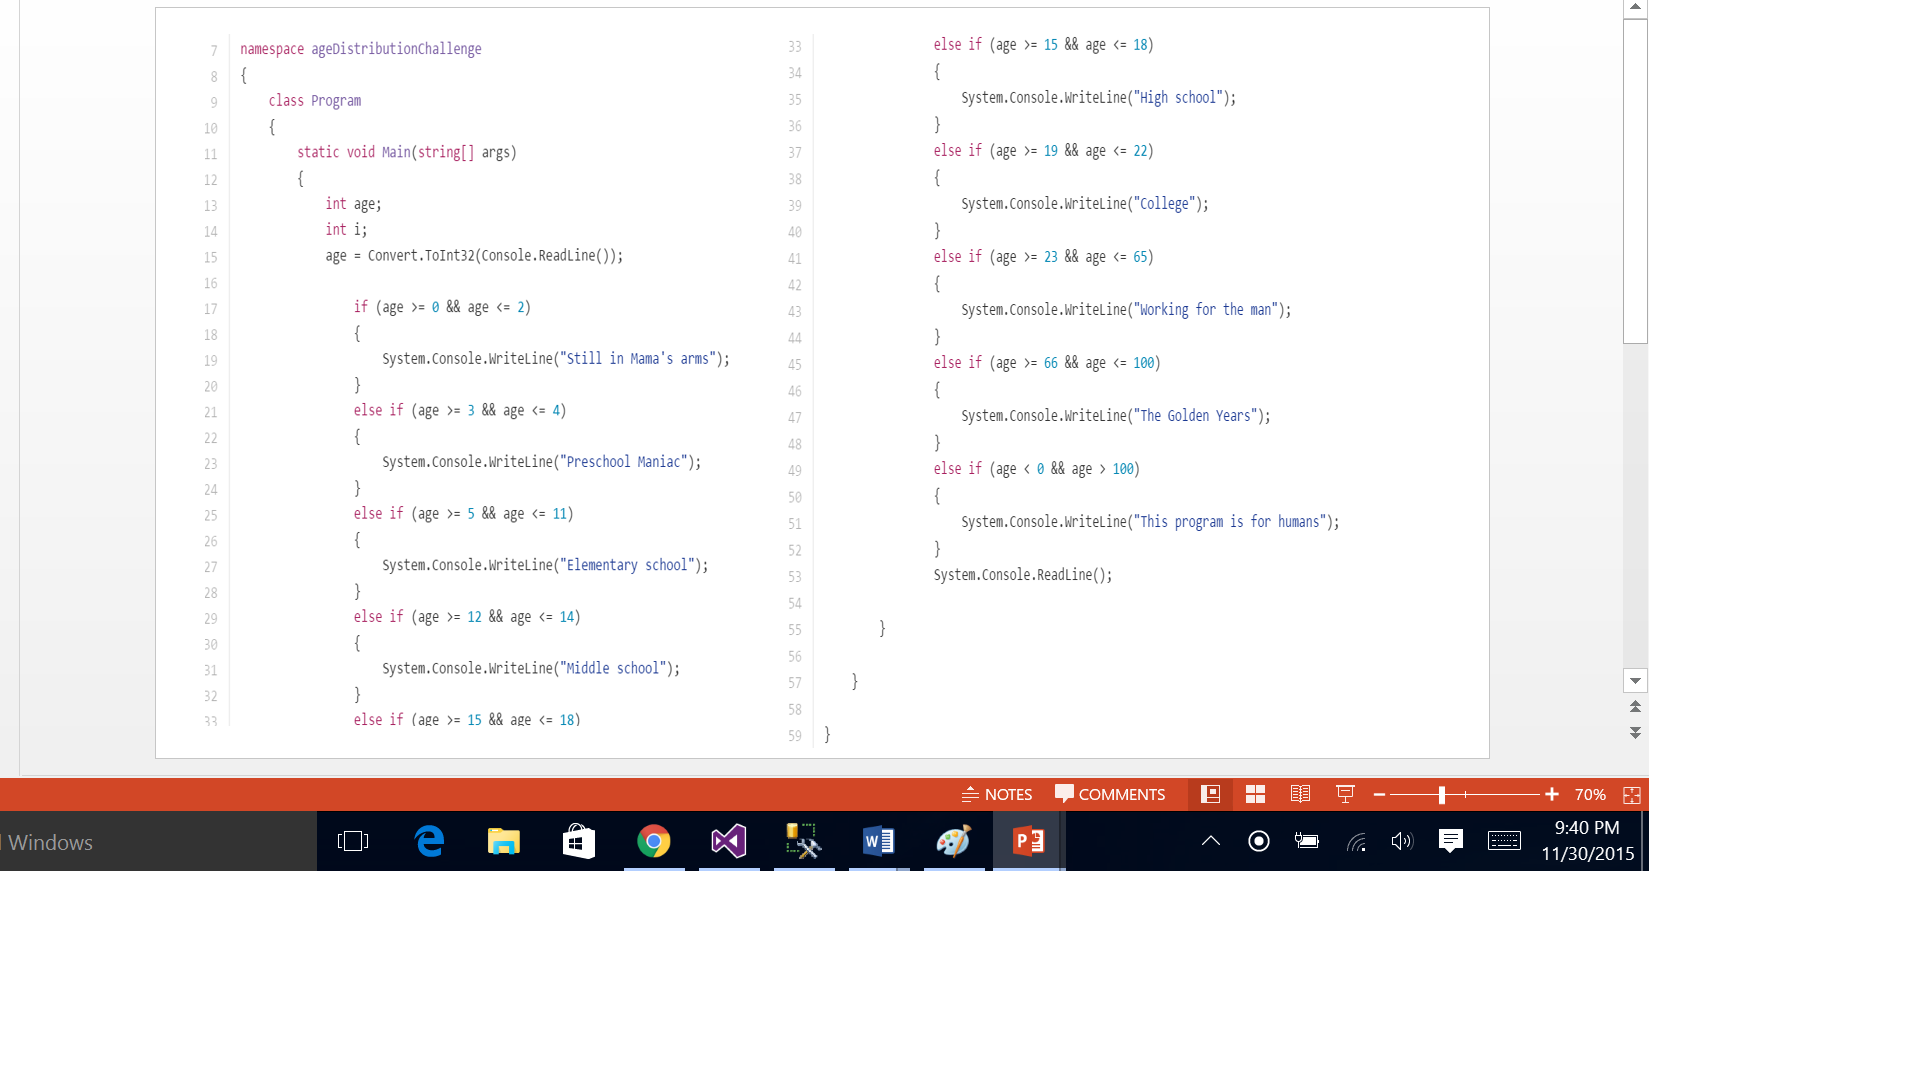 7 namespace ageDistributionChallenge
8 {
9 class Program
10 {
11 static void Main(string[] args)
12 {
13 int age;
14 int i;
15 age = Convert.ToInt32(Console.ReadLine());
16
17 if (age >= 0 && age <= 2)
18 {
19 System.Console.WriteLine("Still in Mama's arms");
20 }
21 else if (age >= 3 && age <= 4)
22 {
23 System.Console.WriteLine("Preschool Maniac");
24 }
25 else if (age >= 5 && age <= 11)
26 {
27 System.Console.WriteLine("Elementary school");
28 }
29 else if (age >= 12 && age <= 14)
30 {
31 System.Console.WriteLine("Middle school");
32 }
33 else if (age >= 15 && age <= 18)
33 else if (age >= 15 && age <= 18)
34 {
35 System.Console.WriteLine("High school");
36 }
37 else if (age >= 19 && age <= 22)
38 {
39 System.Console.WriteLine("College");
40 }
41 else if (age >= 23 && age <= 65)
42 {
43 System.Console.WriteLine("Working for the man");
44 }
45 else if (age >= 66 && age <= 100)
46 {
47 System.Console.WriteLine("The Golden Years");
48 }
49 else if (age < 0 && age > 100)
50 {
51 System.Console.WriteLine("This program is for humans");
52 }
53 System.Console.ReadLine();
54
55 }
56
57 }
58
59 }
NOTES COMMENTS 70%
Windows
9:40 PM
11/30/2015